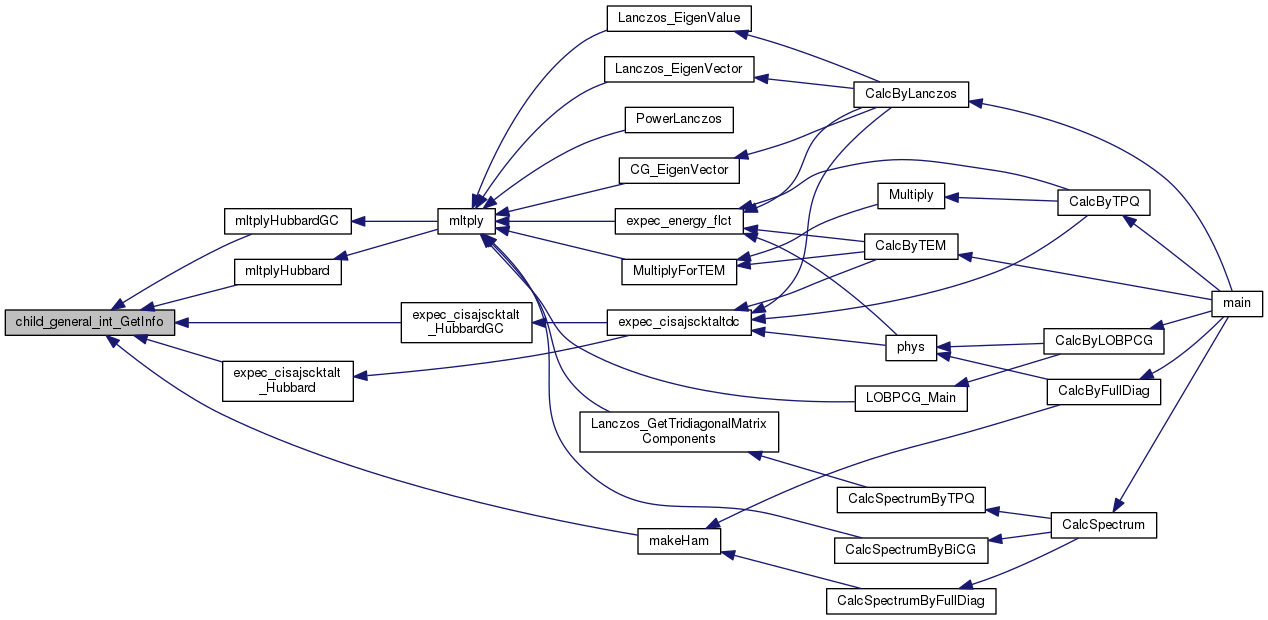 Lanczos_EigenValue
Lanczos_EigenVector
CalcByLanczos
PowerLanczos
CG_EigenVector
Multiply
CalcByTPQ
mltplyHubbardGC
mltply
expec_energy_flct
CalcByTEM
mltplyHubbard
MultiplyForTEM
main
child_general_int_GetInfo
expec_cisajscktalt
_HubbardGC
expec_cisajscktaltdc
phys
CalcByLOBPCG
expec_cisajscktalt
_Hubbard
LOBPCG_Main
CalcByFullDiag
Lanczos_GetTridiagonalMatrix
Components
CalcSpectrumByTPQ
CalcSpectrum
makeHam
CalcSpectrumByBiCG
CalcSpectrumByFullDiag